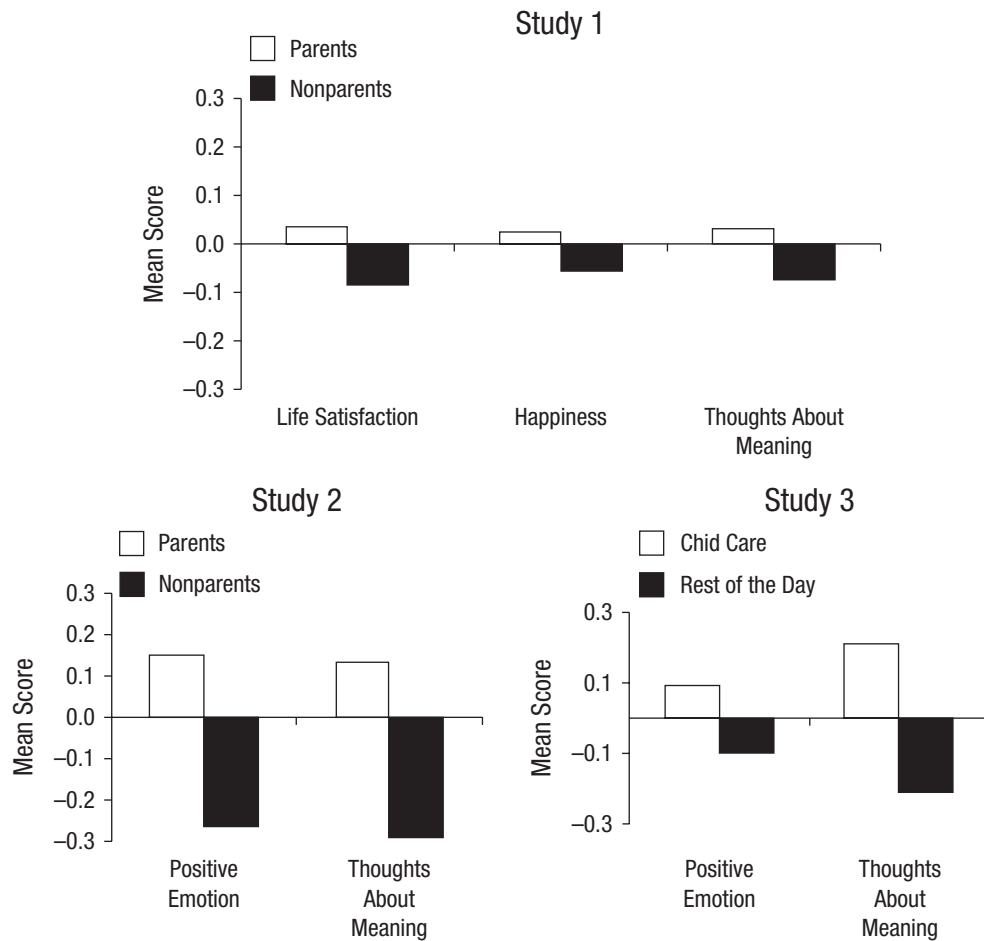 Study 1
Parents
Nonparents
0.3
0.2
0.1
0.0
–0.1
–0.2
–0.3
Mean Score
Life Satisfaction
Happiness
Thoughts About
Meaning
Study 2
Parents
Nonparents
0.3
0.2
0.1
0.0
–0.1
–0.2
–0.3
Mean Score
Positive
Emotion
Thoughts
About
Meaning
Study 3
Chid Care
Rest of the Day
0.3
0.1
–0.1
–0.3
Mean Score
Positive
Emotion
Thoughts
About
Meaning